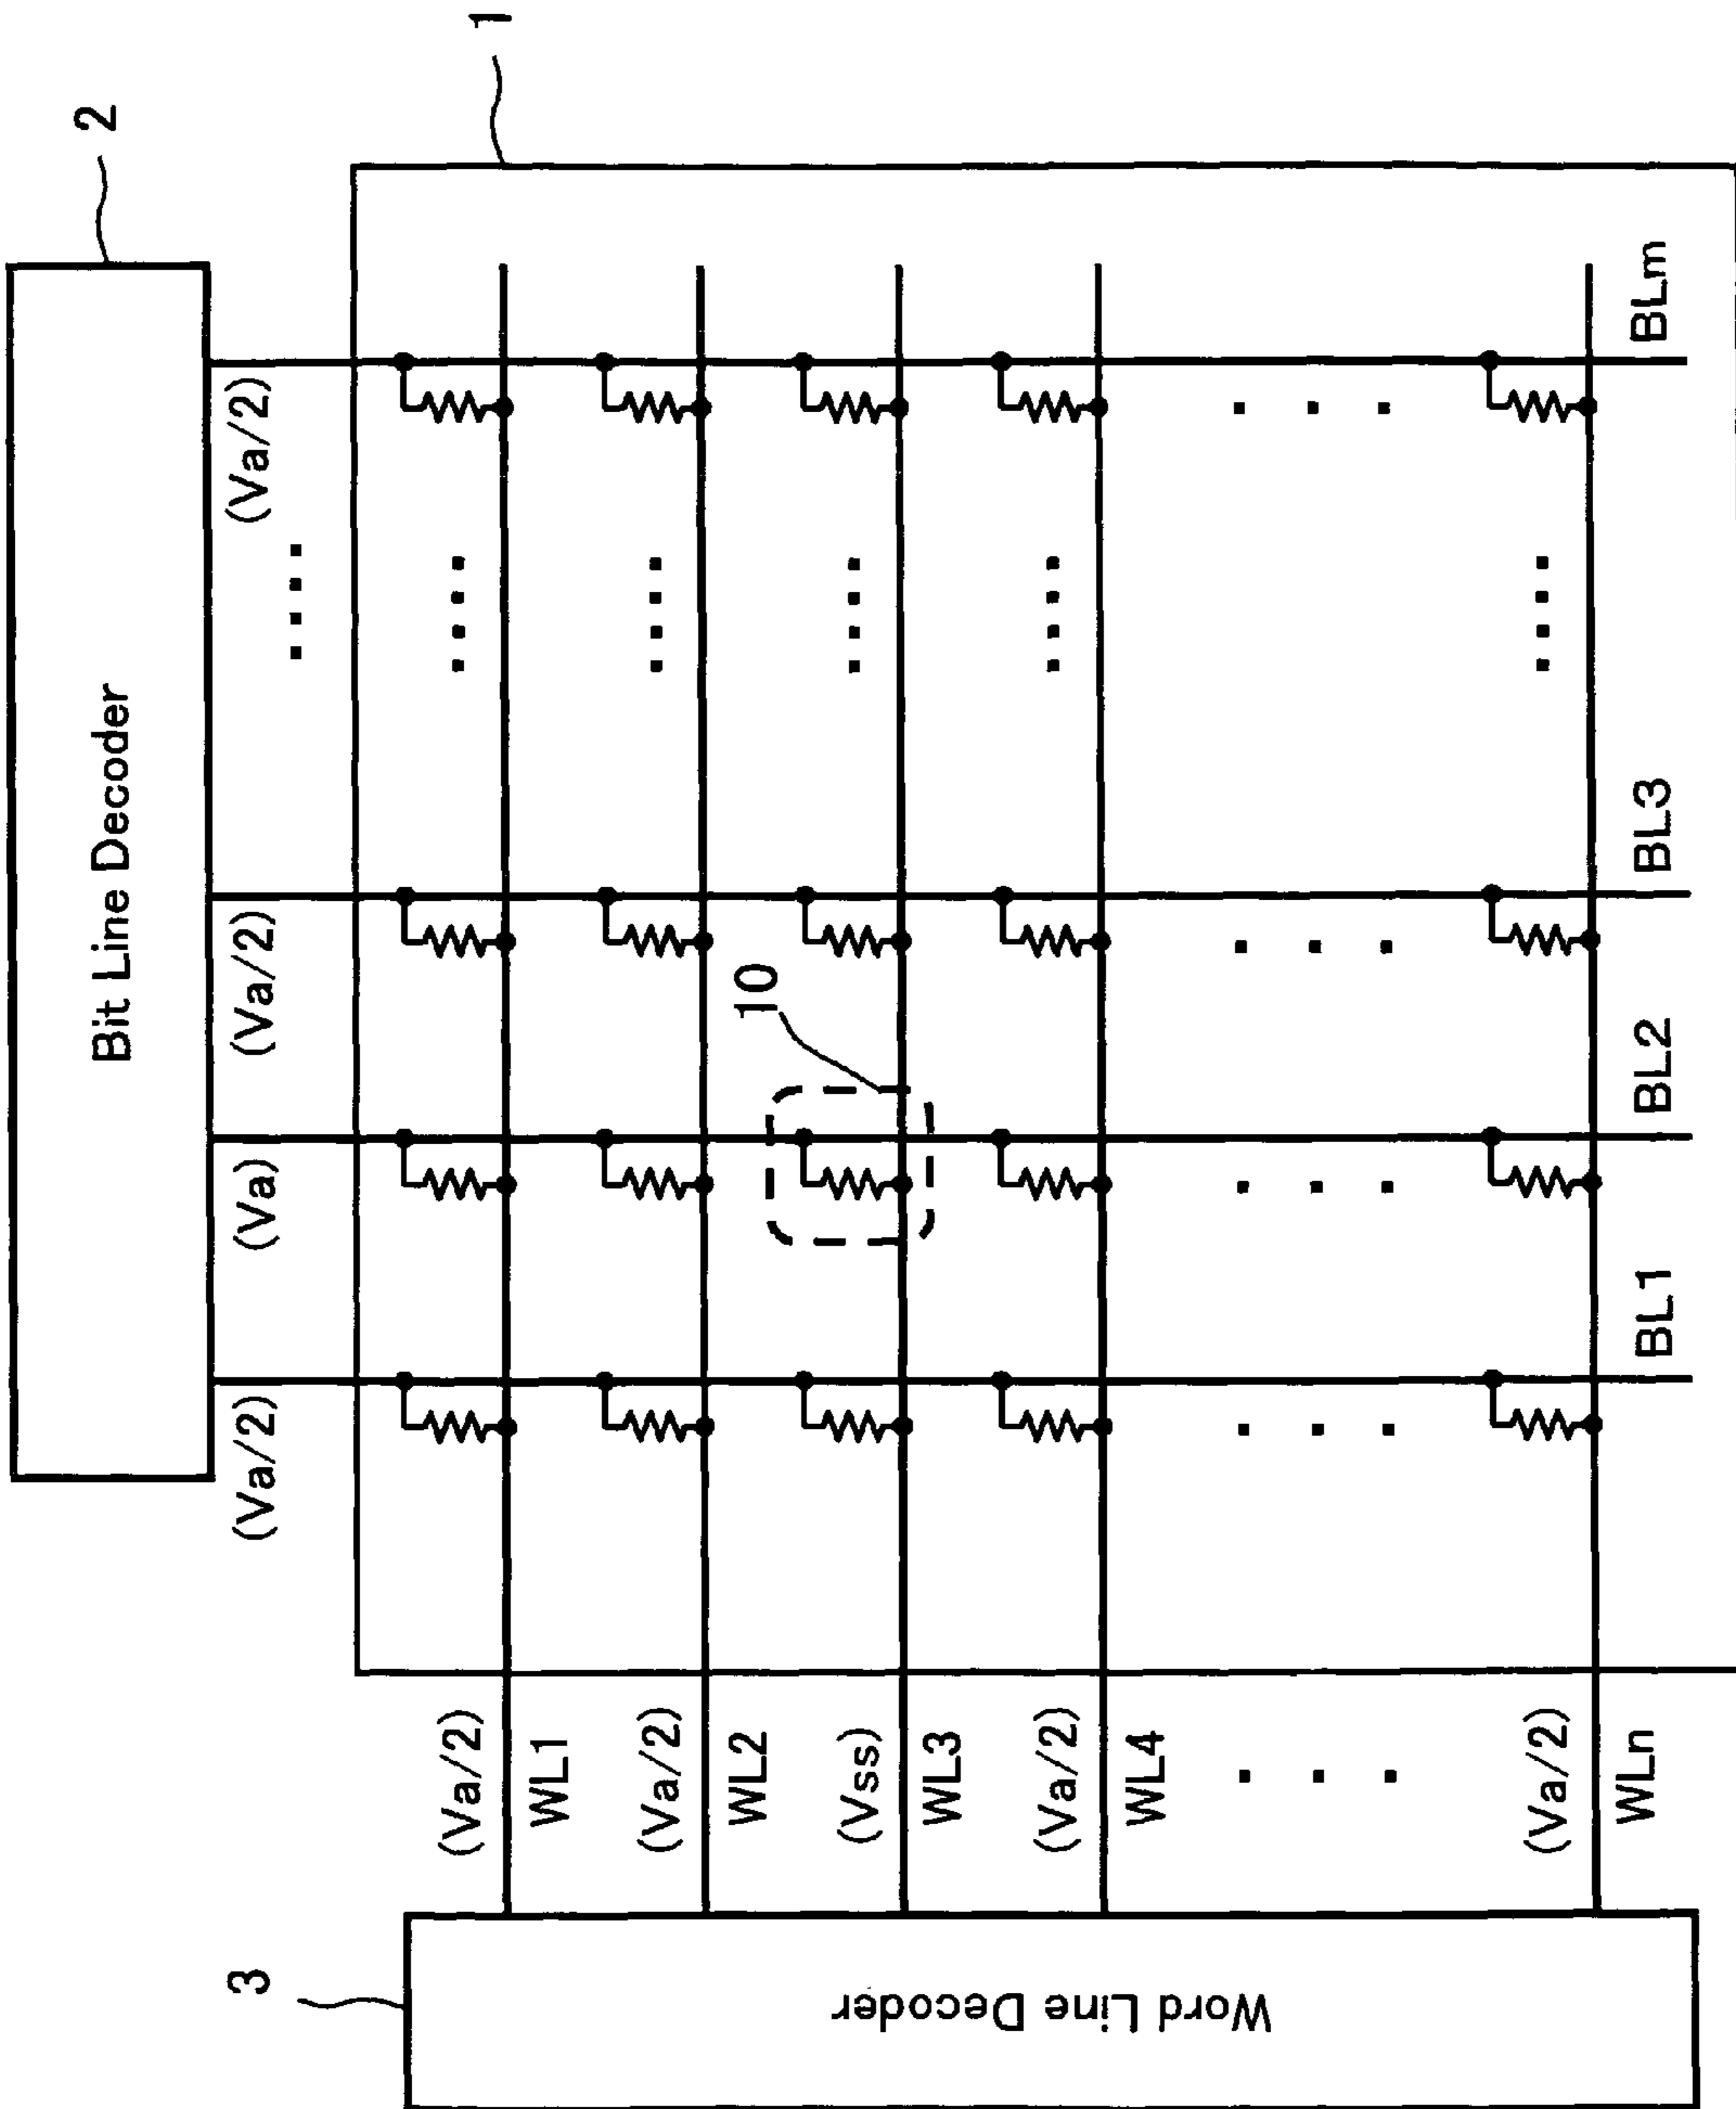 1
2
Bit Line Decoder
(Va/2)
(Va)
(Va/2)
(Va/2)
10
3
Word Line Decoder
(Va/2)
WL1
(Va/2)
WL2
(Vss)
WL3
(Va/2)
WL4
(Va/2)
WLn
BL1
BL2
BL3
BLm